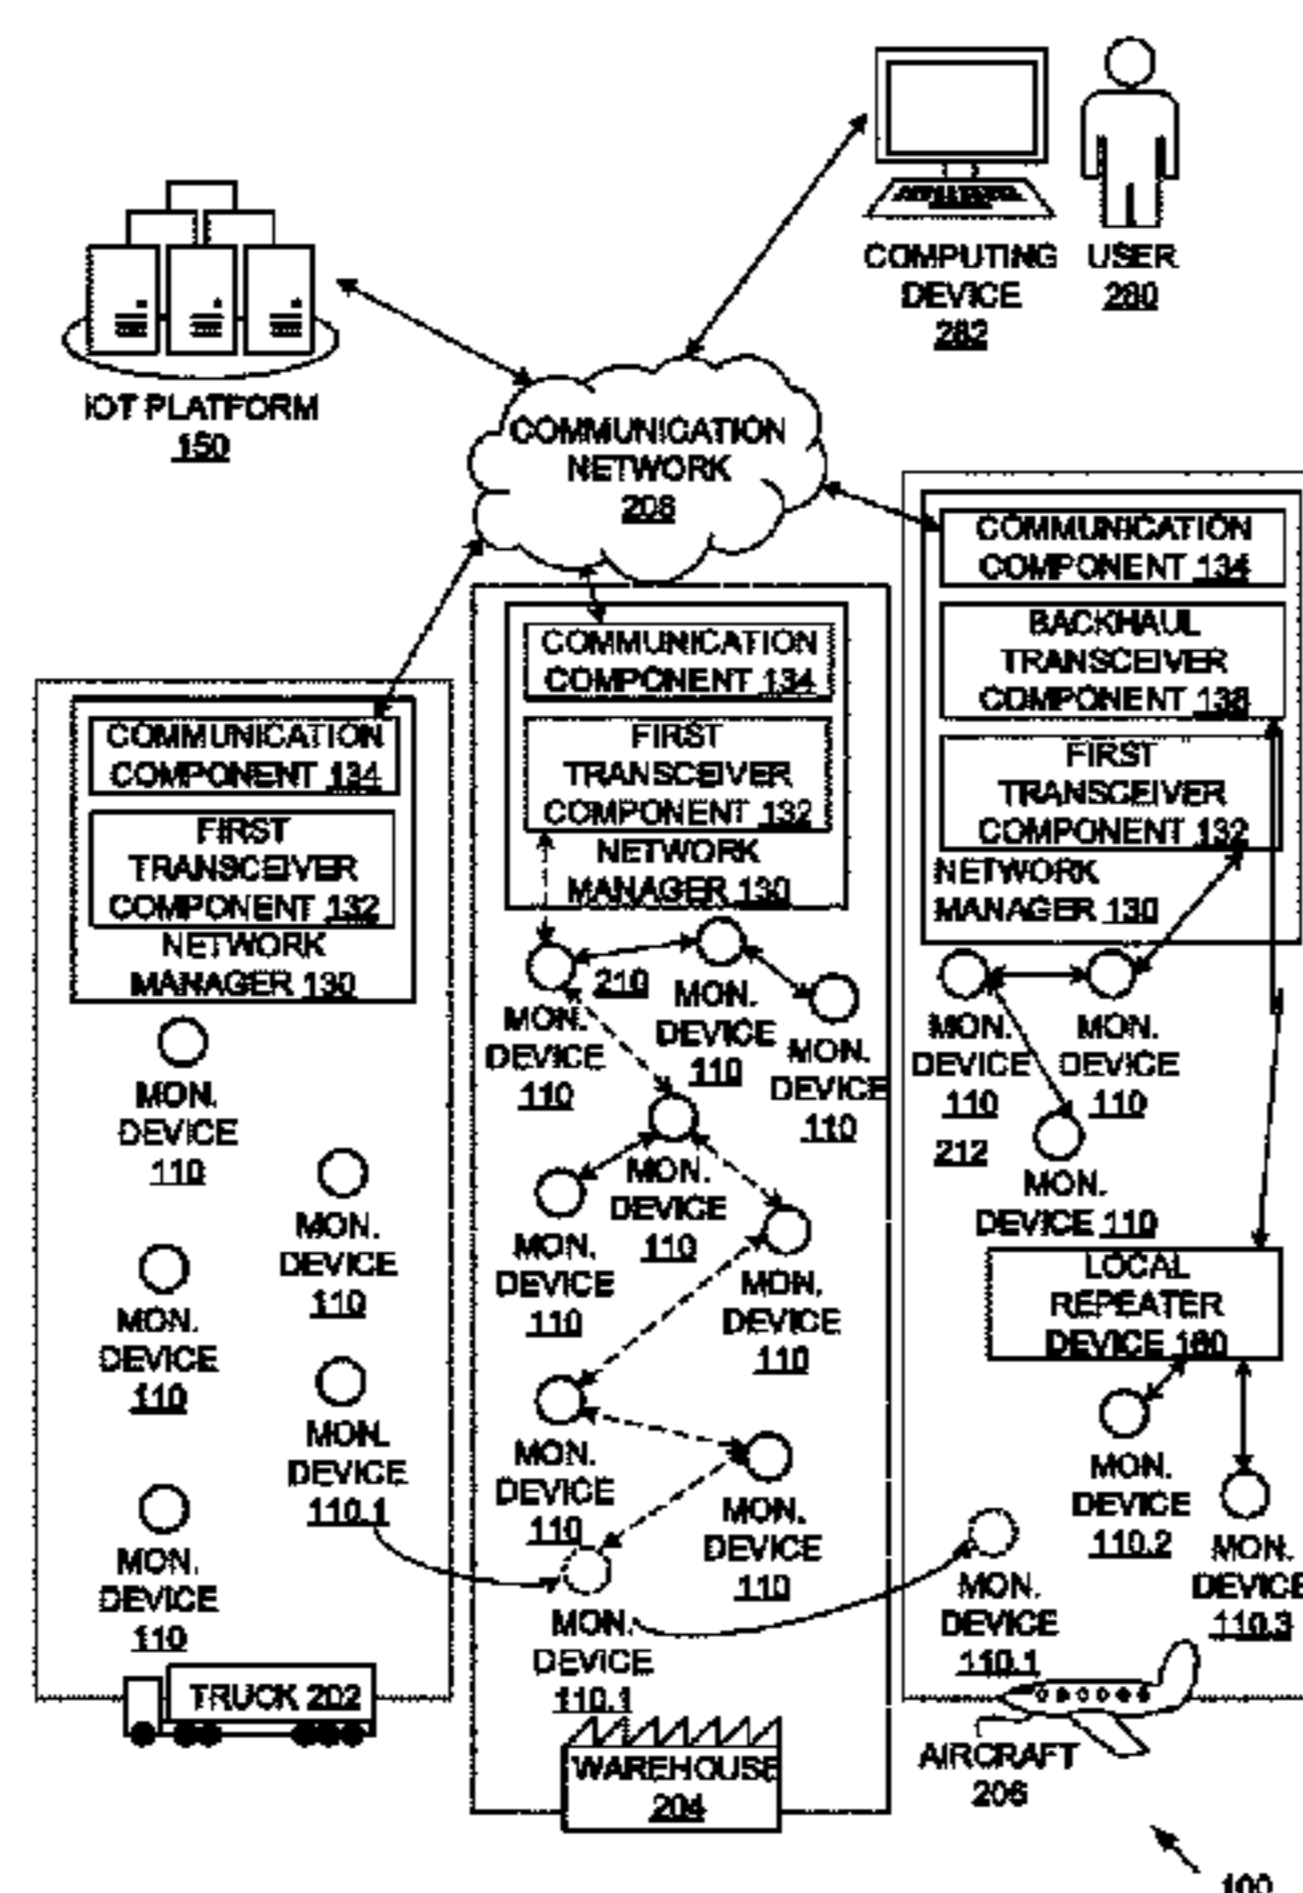 COMPUTING
DEVICE
282
USER
280
IOT PLATFORM
150
COMMUNICATION
NETWORK
208
COMMUNICATION
COMPONENT 134
FIRST
TRANSCEIVER
COMPONENT 132
NETWORK
MANAGER 130
MON.
DEVICE
110
MON.
DEVICE
110
MON.
DEVICE
110
MON.
DEVICE
110.1
MON.
DEVICE
110
TRUCK 202
COMMUNICATION
COMPONENT 134
FIRST
TRANSCEIVER
COMPONENT 132
NETWORK
MANAGER 130
210
MON.
DEVICE
110
MON.
DEVICE
110
MON.
DEVICE
110
MON.
DEVICE
110
MON.
DEVICE
110
MON.
DEVICE
110
MON.
DEVICE
110
MON.
DEVICE
110
MON.
DEVICE
110.1
WAREHOUSE
204
COMMUNICATION
COMPONENT 134
BACKHAUL
TRANSCEIVER
COMPONENT 138
FIRST
TRANSCEIVER
COMPONENT 132
NETWORK
MANAGER 130
MON.
DEVICE
110
MON.
DEVICE
110
212
MON.
DEVICE 110
LOCAL
REPEATER
DEVICE 160
MON.
DEVICE
110.2
MON.
DEVICE
110.3
MON.
DEVICE
110.1
AIRCRAFT
206
100